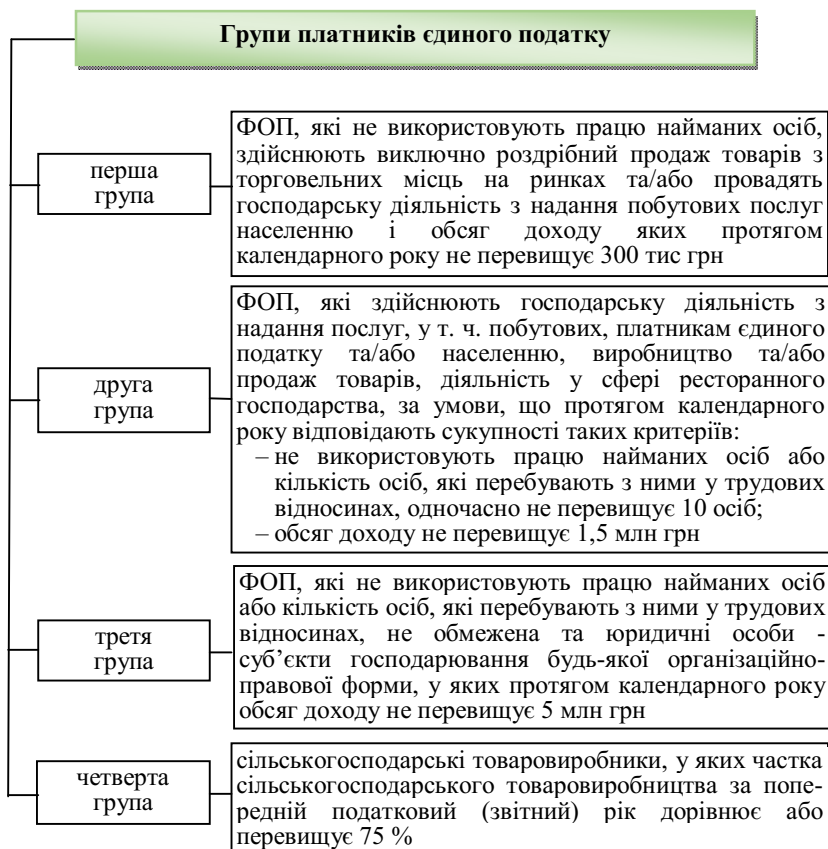 Групи платників єдиного податку
перша
група
ФОП, які не використовують працю найманих осіб,
здійснюють виключно роздрібний продаж товарів з
торговельних місць на ринках та/або провадять
господарську діяльність з надання побутових послуг
населенню і обсяг доходу яких протягом
календарного року не перевищує 300 тис грн
друга
група
ФОП, які здійснюють господарську діяльність з
надання послуг, у т. ч. побутових, платникам єдиного
податку та/або населенню, виробництво та/або
продаж товарів, діяльність у сфері ресторанного
господарства, за умови, що протягом календарного
року відповідають сукупності таких критеріїв:
– не використовують працю найманих осіб або
кількість осіб, які перебувають з ними у трудових
відносинах, одночасно не перевищує 10 осіб;
– обсяг доходу не перевищує 1,5 млн грн
третя
група
ФОП, які не використовують працю найманих осіб
або кількість осіб, які перебувають з ними у трудових
відносинах, не обмежена та юридичні особи -
суб’єкти господарювання будь-якої організаційно-
правової форми, у яких протягом календарного року
обсяг доходу не перевищує 5 млн грн
четверта
група
сільськогосподарські товаровиробники, у яких частка
сільськогосподарського товаровиробництва за попе-
редній податковий (звітний) рік дорівнює або
перевищує 75 %